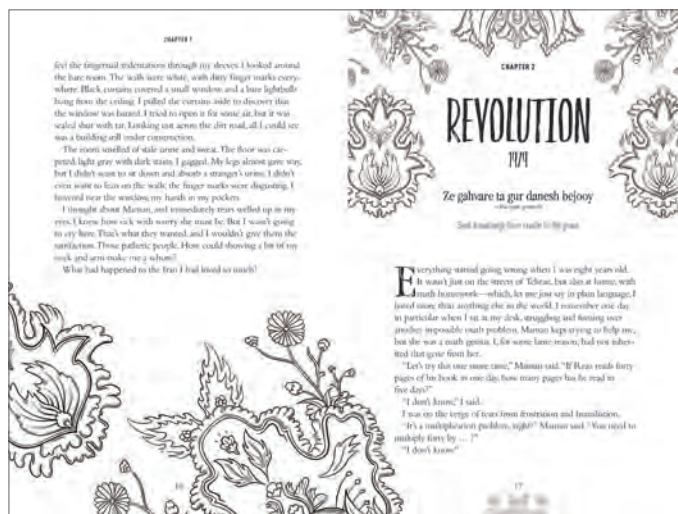 CHAPTER 1
feel the fingernail indentations through my sleeves. I looked around
the bare room. The walls were white, with dirty finger marks every-
where. Black curtains covered a small window, and a bare lightbulb
hung from the ceiling. I pulled the curtains aside to discover that
the window was barred. I tried to open it for some air, but it was
sealed shut with tar. Looking out across the dirt road, all I could see
was a building still under construction.
The room smelled of stale urine and sweat. The floor was car-
peted light gray with dark stains. I gagged. My legs almost gave way,
but I didn't want to sit down and absorb a stranger's urine. I didn't
even want to lean on the walls; the finger marks were disgusting. I
hovered near the window, my hands in my pockets.
I thought about Maman, and immediately tears welled up in my
eyes. I knew how sick with worry she must be. But I wasn't going
to cry here. That's what they wanted, and I wouldn't give them the
satisfaction. Those pathetic people. How could showing a bit of my
neck and arm make me a whore?
What had happened to the Iran I had loved so much?
16
CHAPTER 2
REVOLUTION
1979
Ze gahvare ta gur danesh bejooy
Seek knowledge from cradle to the grave.
Everything started going wrong when I was eight years old.
It wasn't just on the streets of Tehran, but also at home, with
math homework—which, let me just say in plain language, I
hated more than anything else in the world. I remember one day
in particular when I sat at my desk, struggling and fuming over
another impossible math problem. Maman kept trying to help me,
but she was a math genius. I, for some lame reason, had not inher-
ited that gene from her.
"Let's try this one more time," Maman said. "If Reza reads forty
pages of his book in one day, how many pages has he read in
five days?"
"I don't know," I said.
I was on the verge of tears from frustration and humiliation.
"It's a multiplication problem, right?" Maman said. "You need to
multiply forty by ... ?"
"I don't know."
17